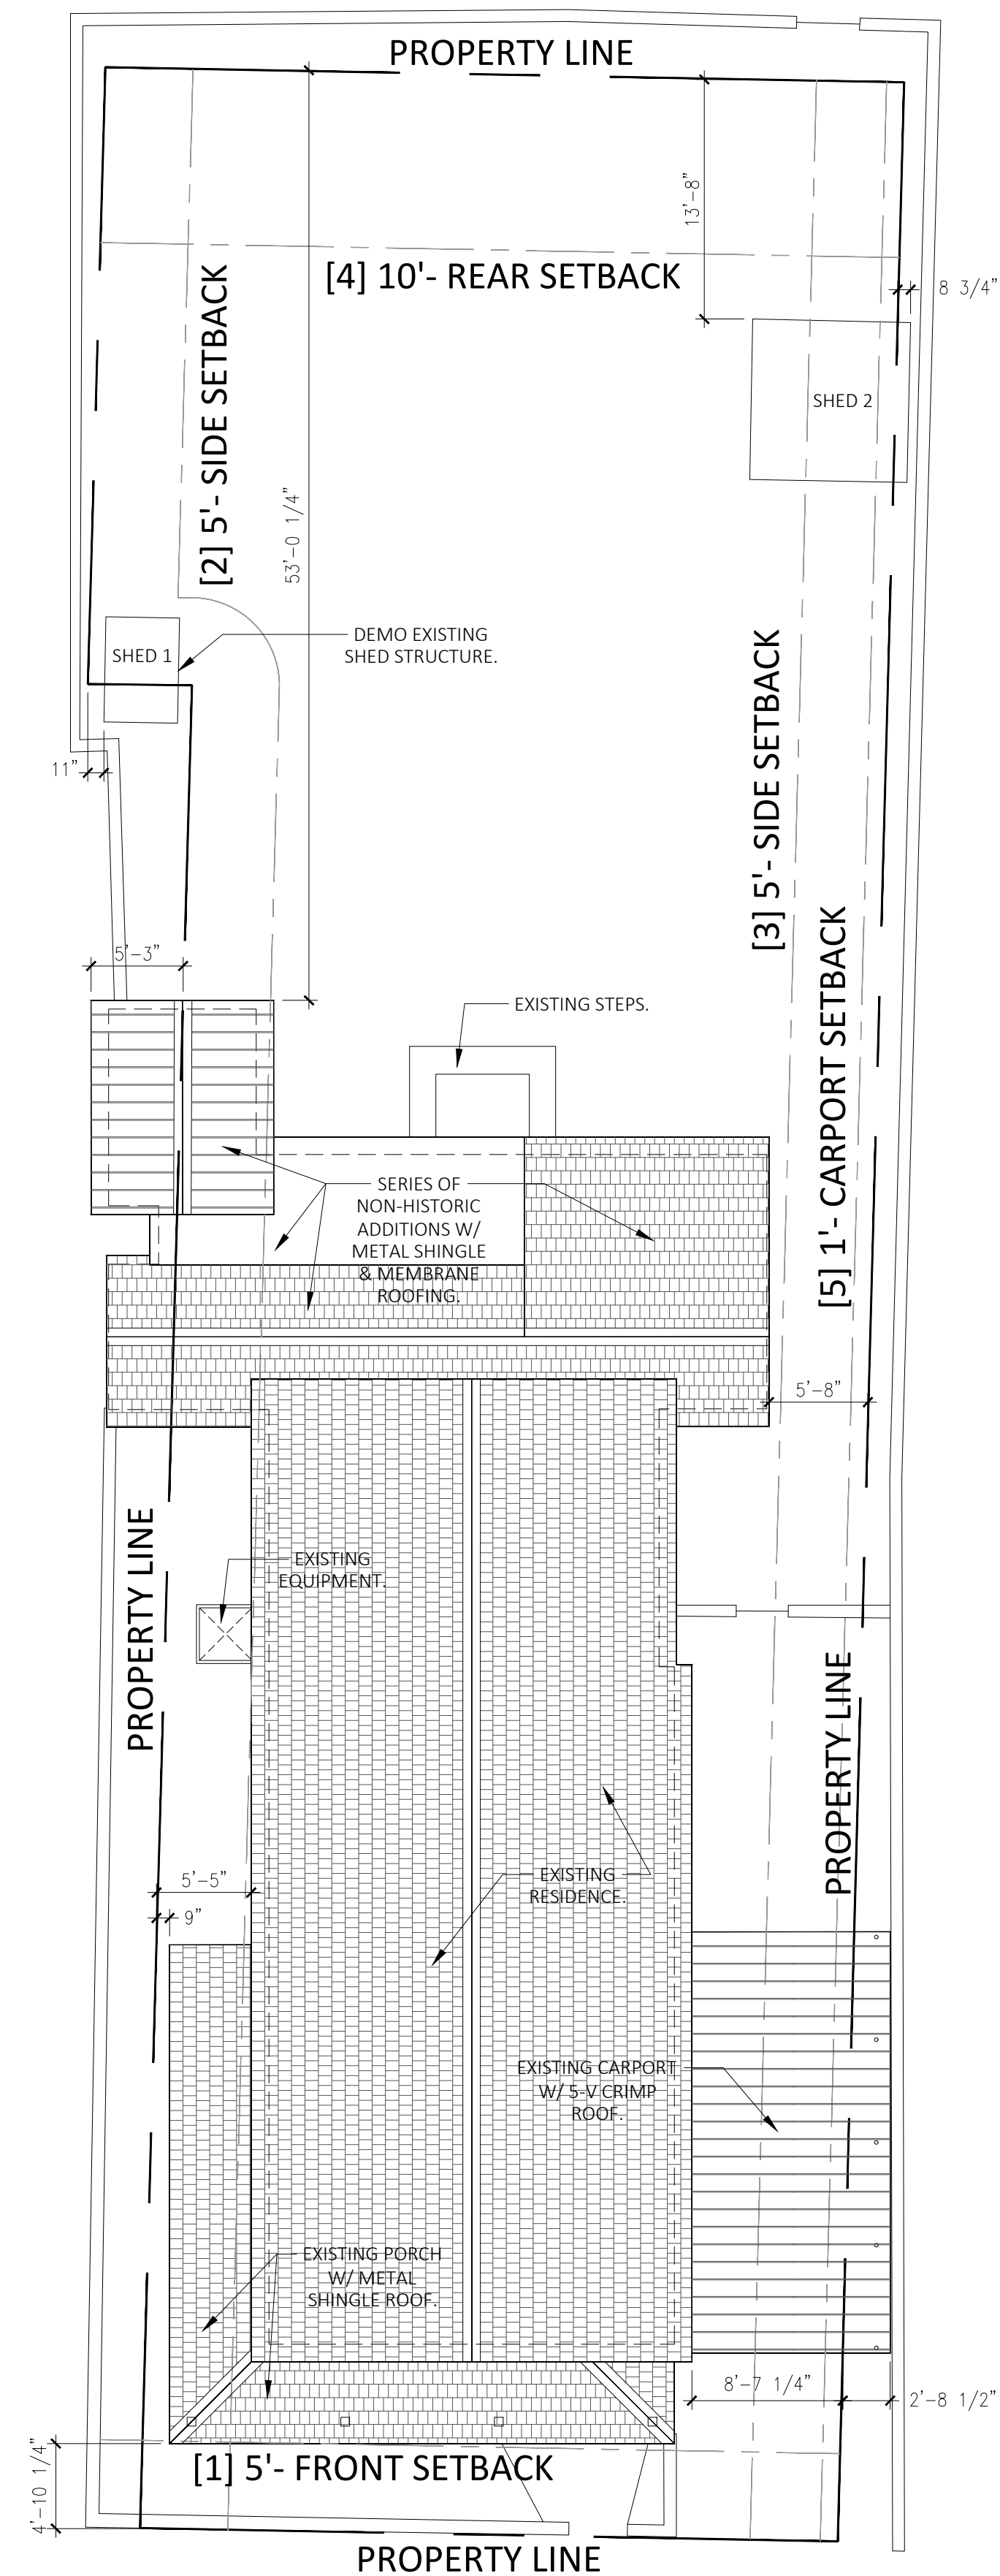 PROPERTY LINE
13'-8"
[4] 10'- REAR SETBACK
8 3/4"
[2] 5'- SIDE SETBACK
SHED 2
53'-0 1/4"
DEMO EXISTING
SHED STRUCTURE.
SHED 1
11"
[3] 5'- SIDE SETBACK
5'-3"
[5] 1'- CARPORT SETBACK
EXISTING STEPS.
SERIES OF
NON-HISTORIC
ADDITIONS W/
METAL SHINGLE
& MEMBRANE
ROOFING.
5'-8"
PROPERTY LINE
EXISTING
EQUIPMENT.
PROPERTY LINE
5'-5"
EXISTING
RESIDENCE.
9"
EXISTING CARPORT
W/ 5-V CRIMP
ROOF.
EXISTING PORCH
W/ METAL
SHINGLE ROOF.
8'-7 1/4"
2'-8 1/2"
4'-10 1/4"
[1] 5'- FRONT SETBACK
PROPERTY LINE